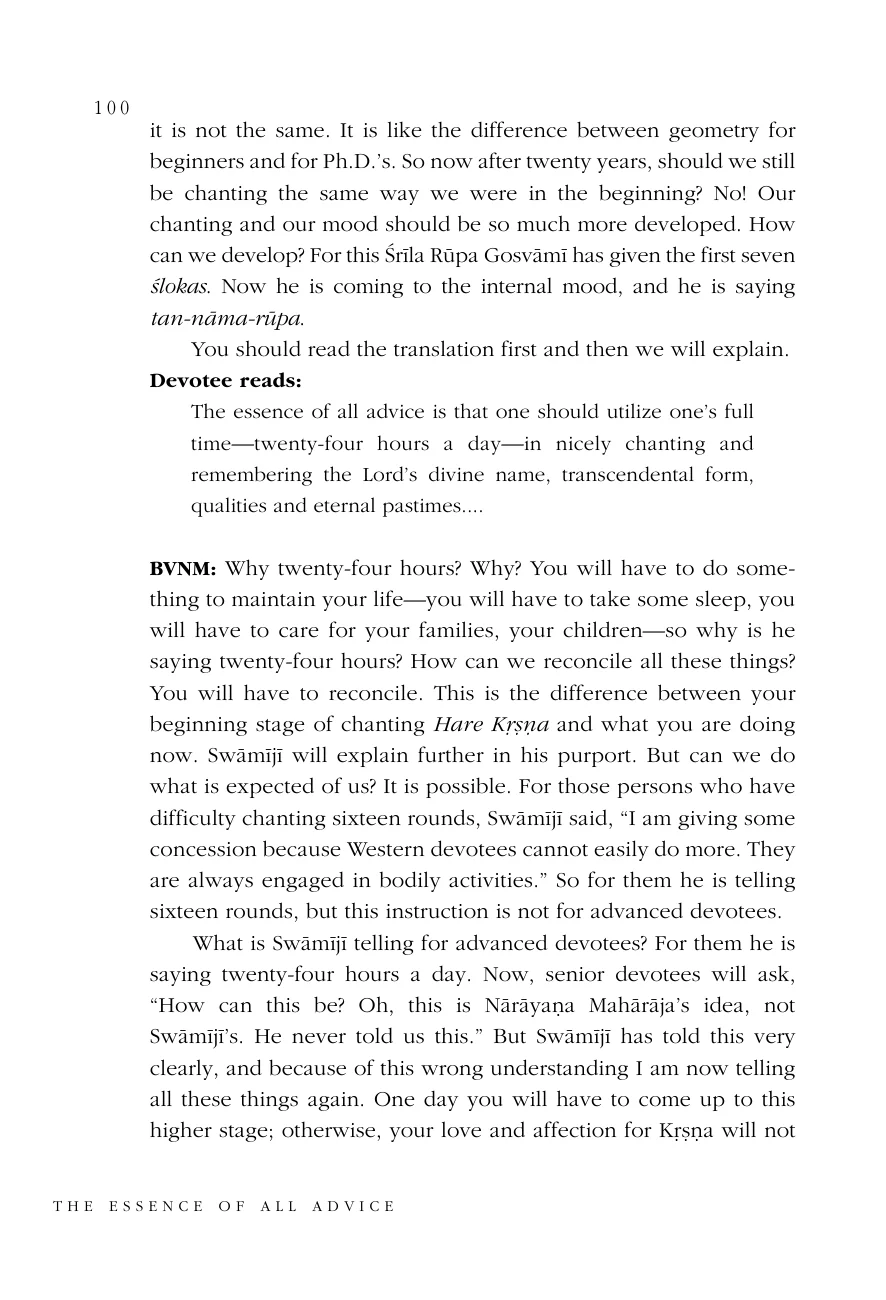 100
it is not the same. It is like the difference between geometry for
beginners and for Ph.D.’s. So now after twenty years, should we still
be chanting the same way we were in the beginning? No! Our
chanting and our mood should be so much more developed. How
can we develop? For this Śrīla Rūpa Gosvāmī has given the first seven
ślokas. Now he is coming to the internal mood, and he is saying
tan-nāma-rūpa.
You should read the translation first and then we will explain.
Devotee reads:
The essence of all advice is that one should utilize one’s full
time—twenty-four hours a day—in nicely chanting and
remembering the Lord’s divine name, transcendental form,
qualities and eternal pastimes....
BVNM: Why twenty-four hours? Why? You will have to do some-
thing to maintain your life—you will have to take some sleep, you
will have to care for your families, your children—so why is he
saying twenty-four hours? How can we reconcile all these things?
You will have to reconcile. This is the difference between your
beginning stage of chanting Hare Kṛṣṇa and what you are doing
now. Swāmījī will explain further in his purport. But can we do
what is expected of us? It is possible. For those persons who have
difficulty chanting sixteen rounds, Swāmījī said, “I am giving some
concession because Western devotees cannot easily do more. They
are always engaged in bodily activities.” So for them he is telling
sixteen rounds, but this instruction is not for advanced devotees.
What is Swāmījī telling for advanced devotees? For them he is
saying twenty-four hours a day. Now, senior devotees will ask,
“How can this be? Oh, this is Nārāyaṇa Mahārāja’s idea, not
Swāmījī’s. He never told us this.” But Swāmījī has told this very
clearly, and because of this wrong understanding I am now telling
all these things again. One day you will have to come up to this
higher stage; otherwise, your love and affection for Kṛṣṇa will not
THE ESSENCE OF ALL ADVICE